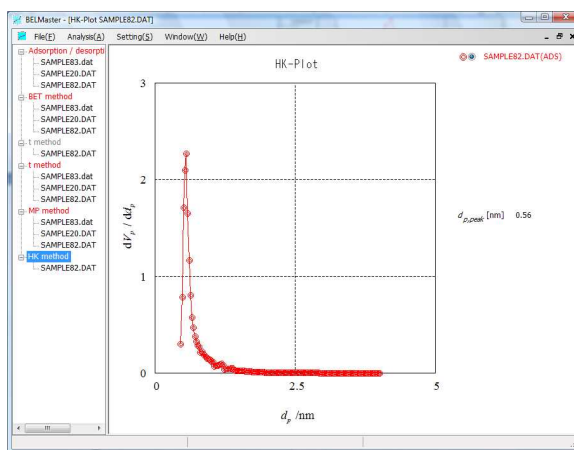 BELMaster - [HK-Plot SAMPLE82.DAT]
File(F) Analysis(A) Setting(S) Window(W) Help(H)
Adsorption / desorpti
SAMPLE83.dat
SAMPLE20.DAT
SAMPLE82.DAT
BET method
SAMPLE83.dat
SAMPLE20.DAT
SAMPLE82.DAT
t method
SAMPLE82.DAT
t method
SAMPLE83.dat
SAMPLE20.DAT
SAMPLE82.DAT
MP method
SAMPLE83.dat
SAMPLE20.DAT
SAMPLE82.DAT
HK method
SAMPLE82.DAT
HK-Plot
SAMPLE82.DAT(ADS)
3
2
1
0
dVp / ddp
0 2.5 5
dp /nm
dp,peak [nm] 0.56